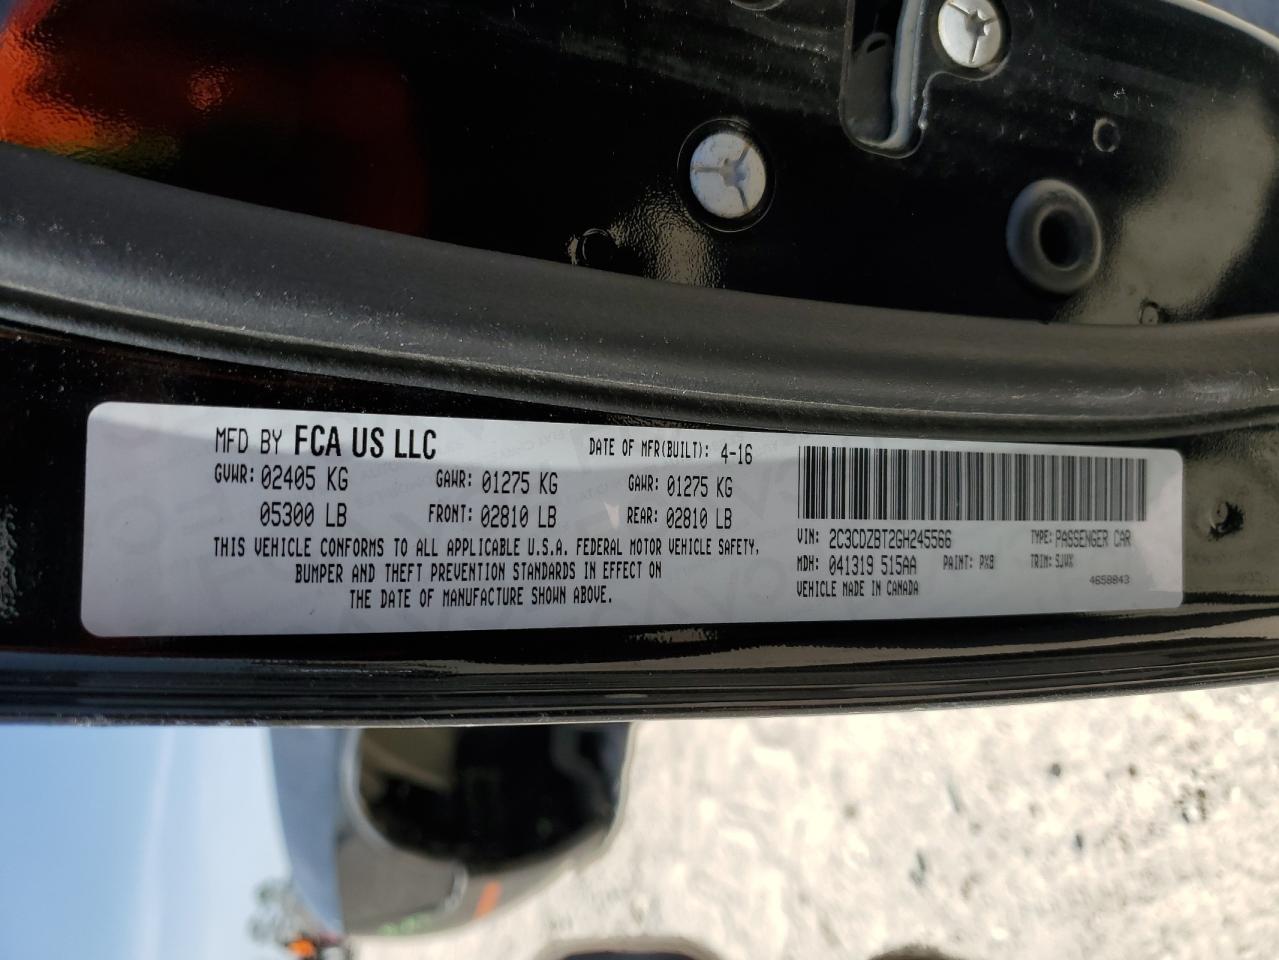 MFD BY FCA US LLC DATE OF MFR(BUILT): 4-16
GVWR: 02405 KG GAWR: 01275 KG GAWR: 01275 KG
05300 LB FRONT: 02810 LB REAR: 02810 LB
THIS VEHICLE CONFORMS TO ALL APPLICABLE U.S.A. FEDERAL MOTOR VEHICLE SAFETY,
BUMPER AND THEFT PREVENTION STANDARDS IN EFFECT ON
THE DATE OF MANUFACTURE SHOWN ABOVE.
VIN: 2C3CDZBT2GH245566 TYPE: PASSENGER CAR
MDH: 041319 515AA PAINT: PX8 TRIM: SJWX
VEHICLE MADE IN CANADA 4658843